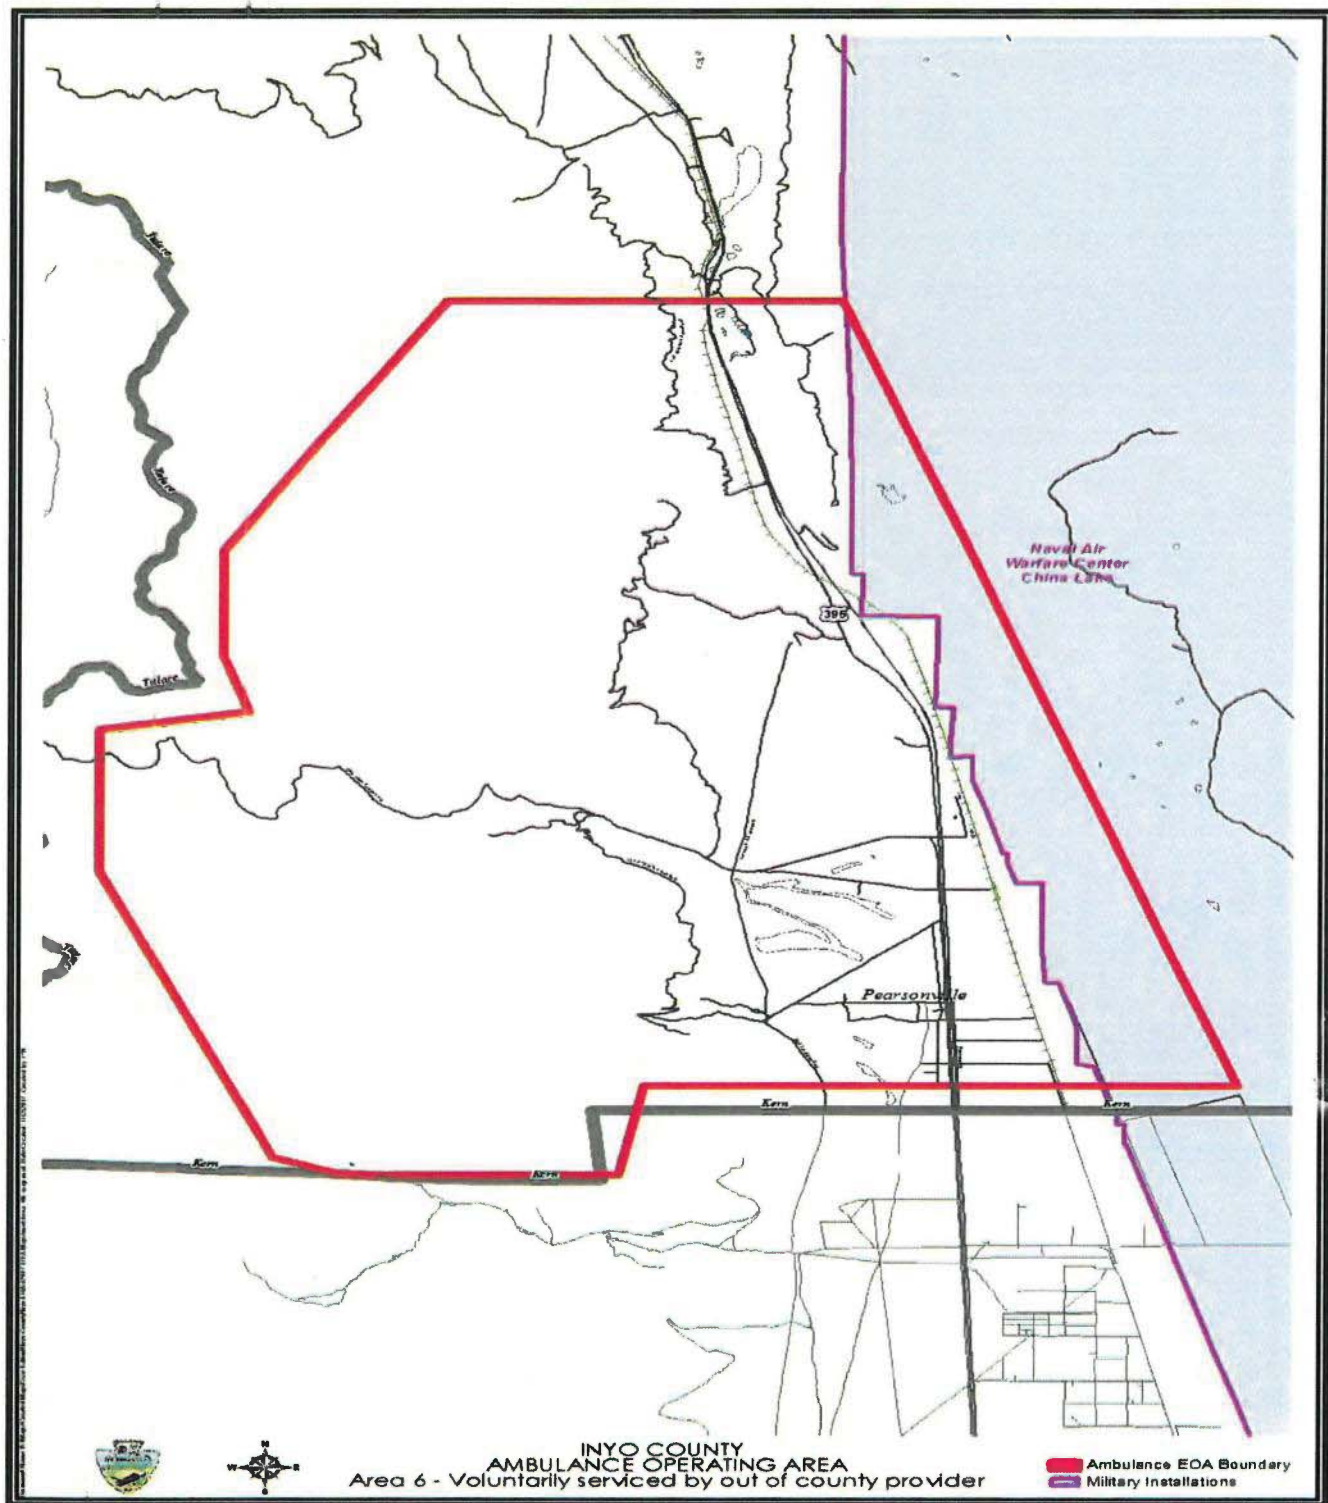 Tulare
Tulare
Naval Air
Warfare Center
China Lake
395
Tulare
Pearsonville
Kern
Kern
Kern
Kern
N
W
E
S
INYO COUNTY
AMBULANCE OPERATING AREA
Area 6 - Voluntarily serviced by out of county provider
Ambulance EOA Boundary
Military Installations